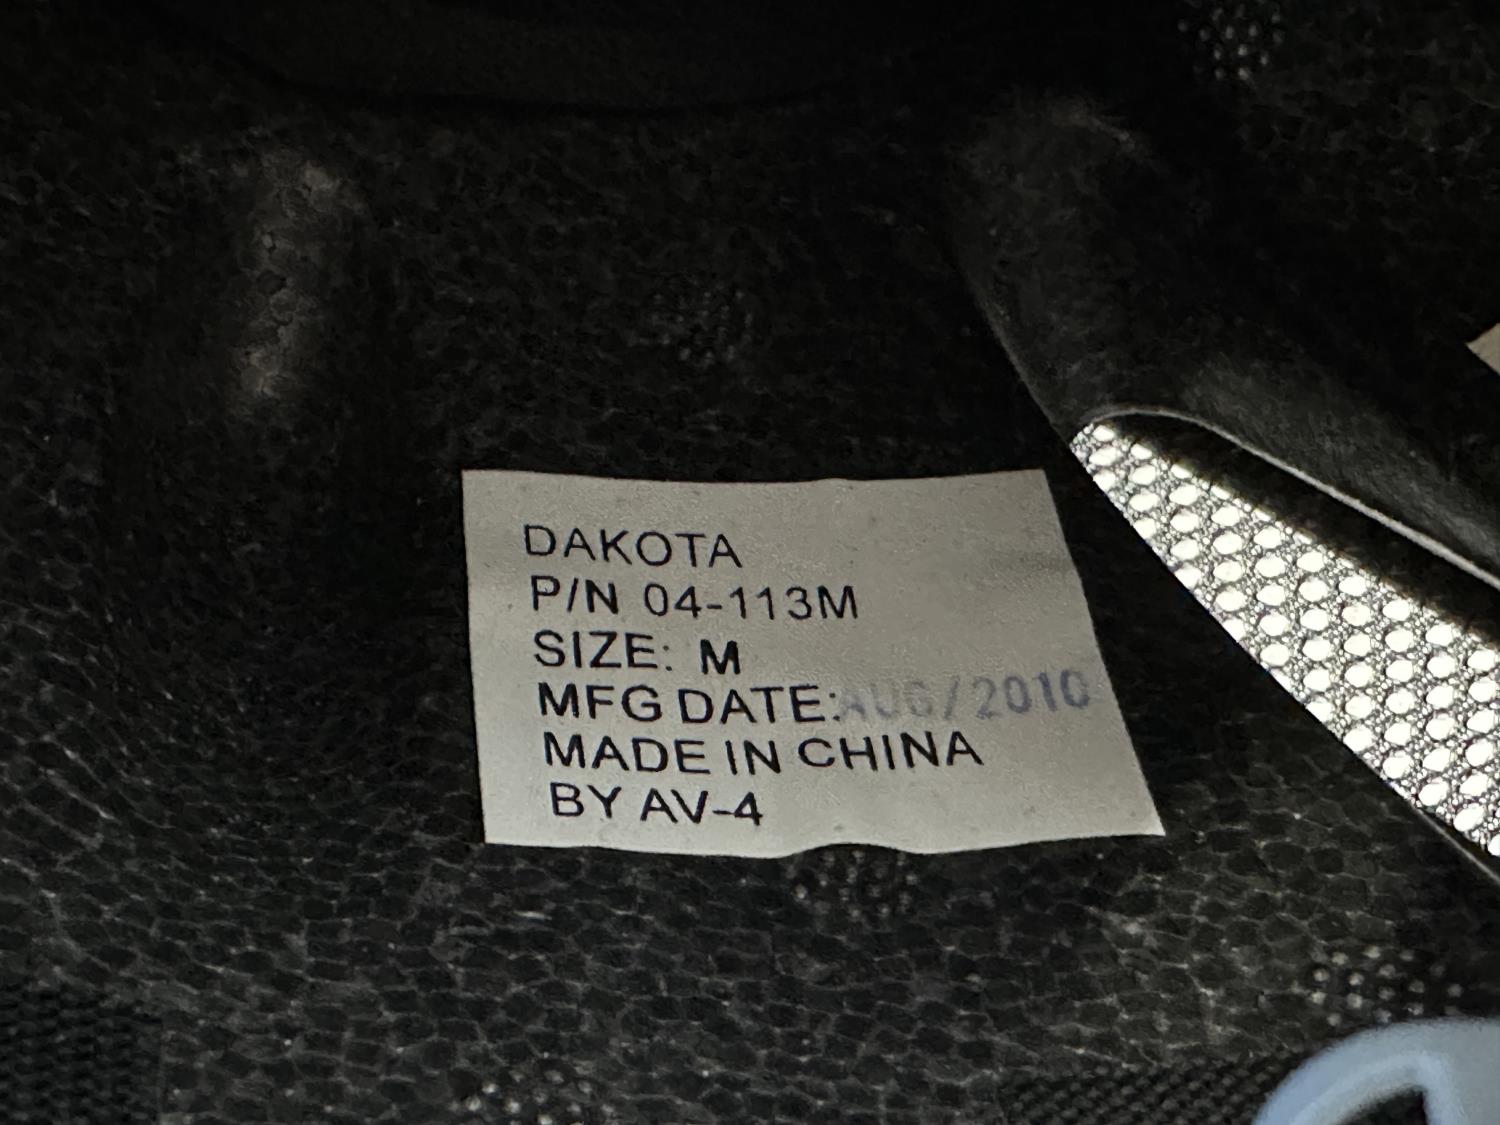 DAKOTA
P/N 04-113M
SIZE: M
MFG DATE: AUG/2010
MADE IN CHINA
BY AV-4